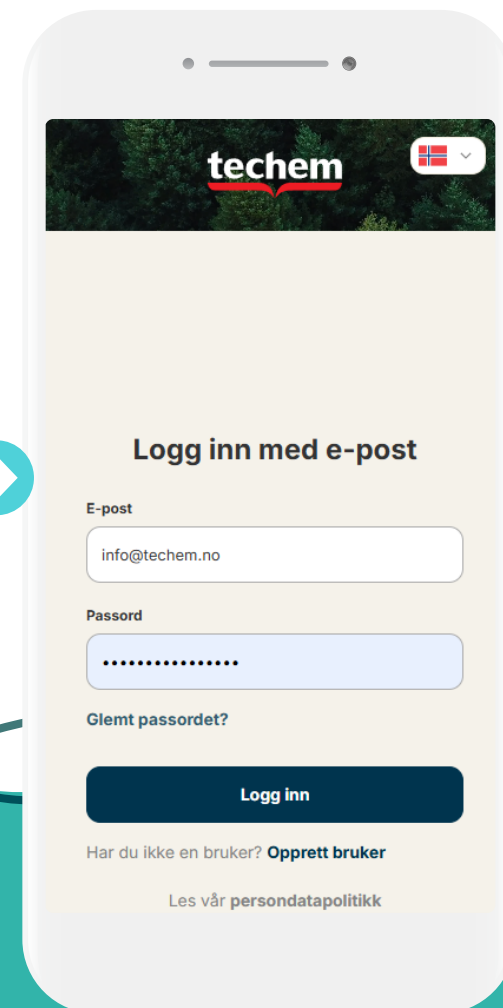 techem
Logg inn med e-post
E-post
info@techem.no
Passord
••••••••••••••••
Glemt passordet?
Logg inn
Har du ikke en bruker? Opprett bruker
Les vår persondatapolitikk